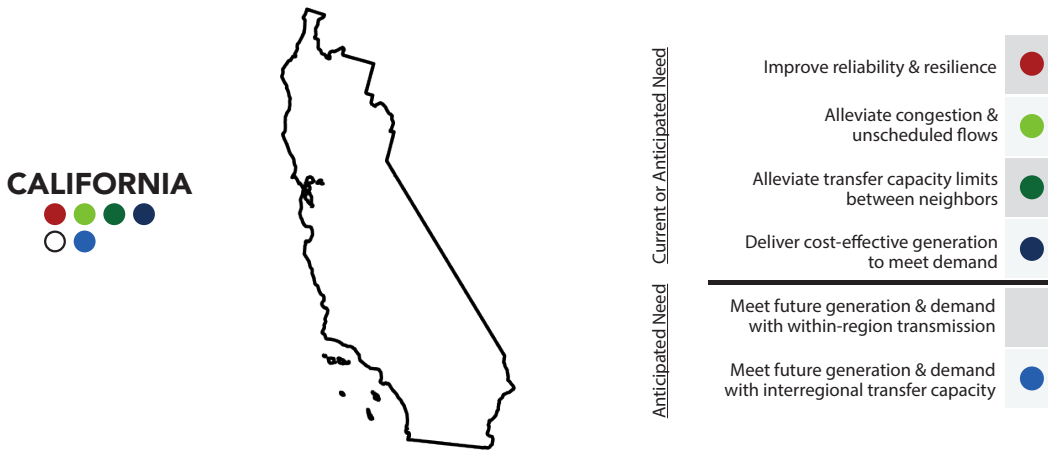 CALIFORNIA
Current or Anticipated Need
Improve reliability & resilience
Alleviate congestion &
unscheduled flows
Alleviate transfer capacity limits
between neighbors
Deliver cost-effective generation
to meet demand
Anticipated Need
Meet future generation & demand
with within-region transmission
Meet future generation & demand
with interregional transfer capacity